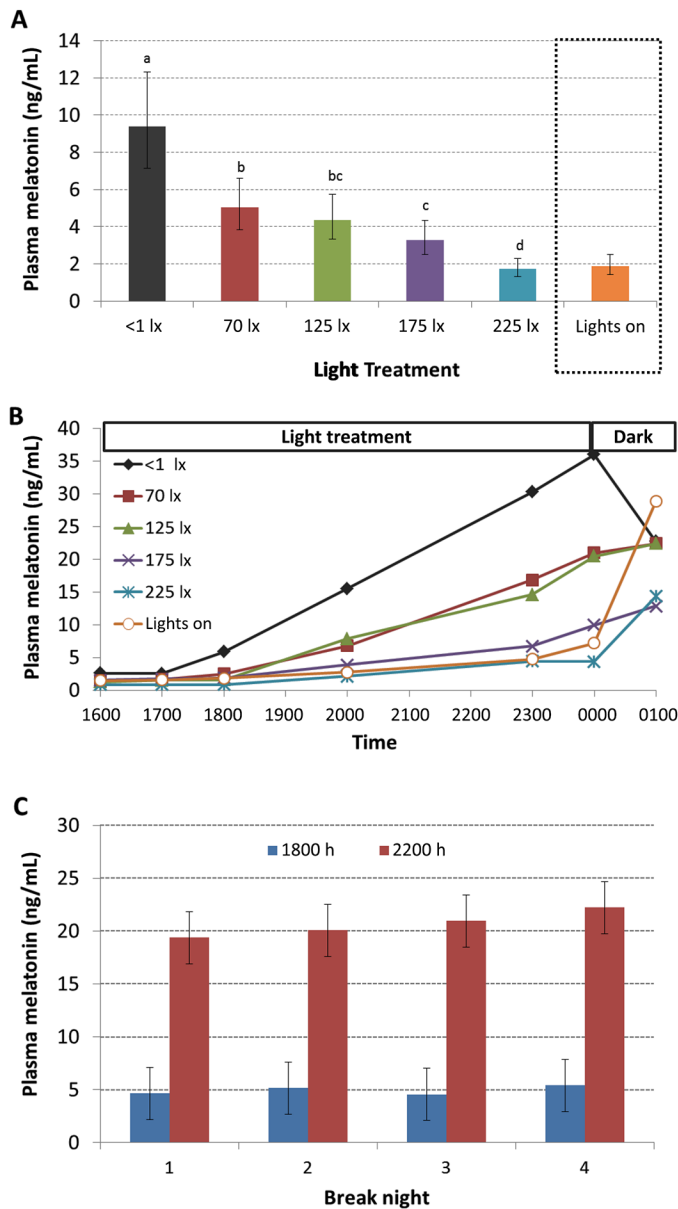 A
Plasma melatonin (ng/mL)
14
12
10
8
6
4
2
0
a
b
bc
c
d
<1 lx
70 lx
125 lx
175 lx
225 lx
Lights on
Light Treatment
B
Plasma melatonin (ng/mL)
40
35
30
25
20
15
10
5
0
Light treatment
Dark
<1 lx
70 lx
125 lx
175 lx
225 lx
Lights on
1600
1700
1800
1900
2000
2100
2200
2300
0000
0100
Time
C
Plasma melatonin (ng/mL)
30
25
20
15
10
5
0
1800 h
2200 h
1
2
3
4
Break night